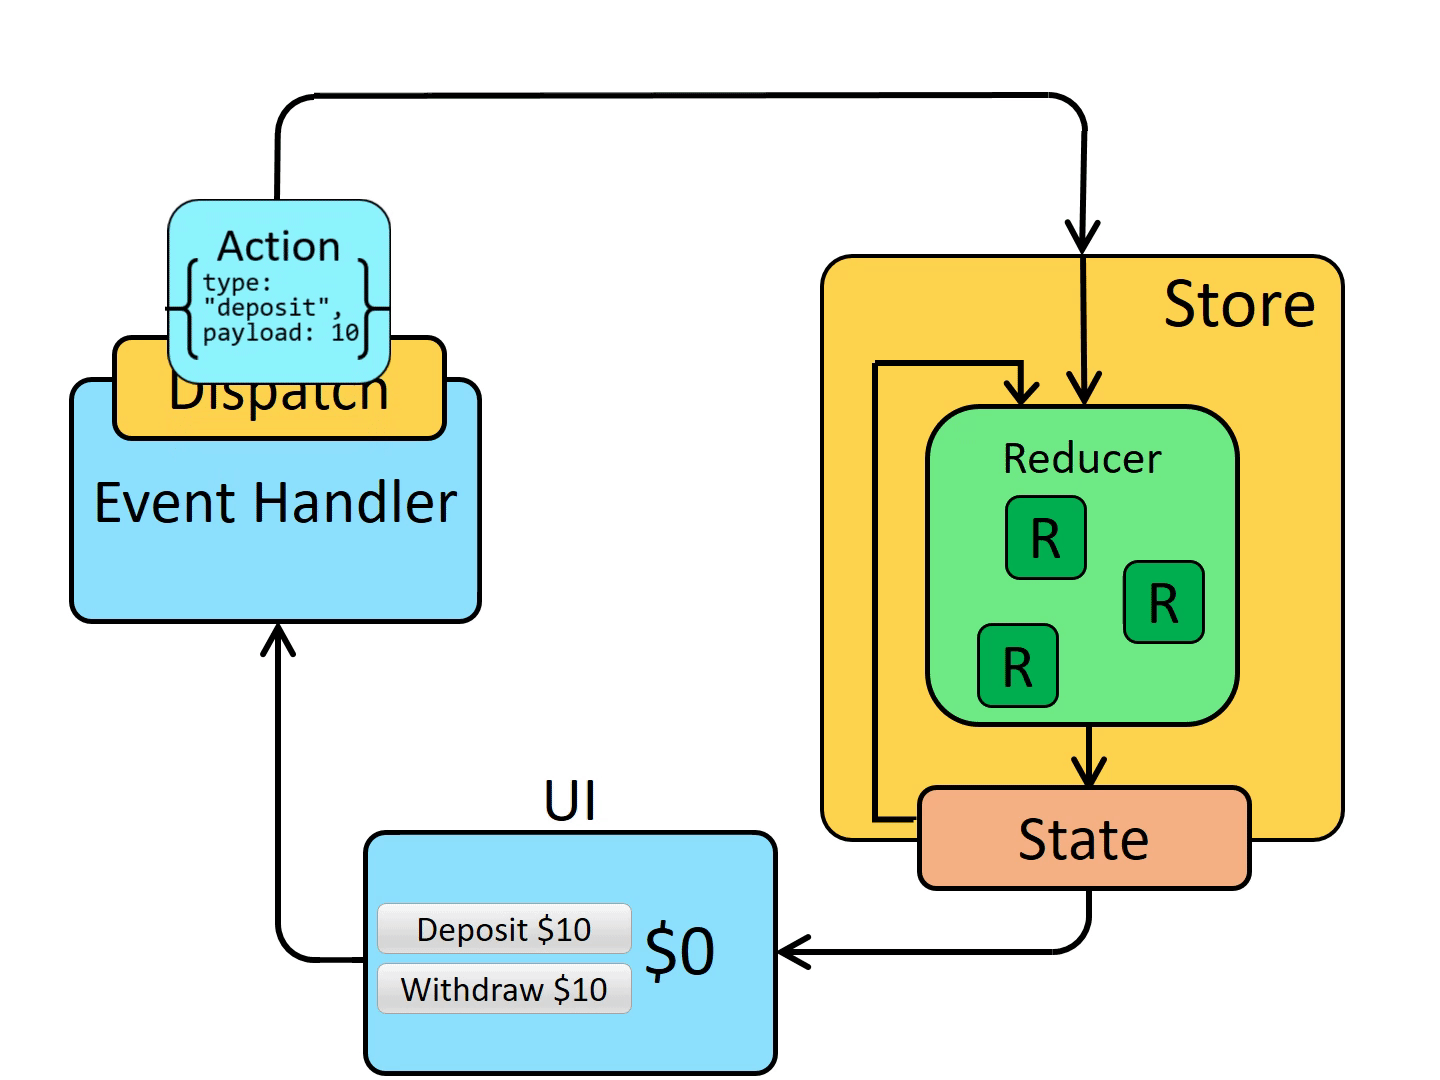 Action
type:
"deposit",
payload: 10
Dispatch
Event Handler
Store
Reducer
R
R
R
State
UI
Deposit $10
$0
Withdraw $10